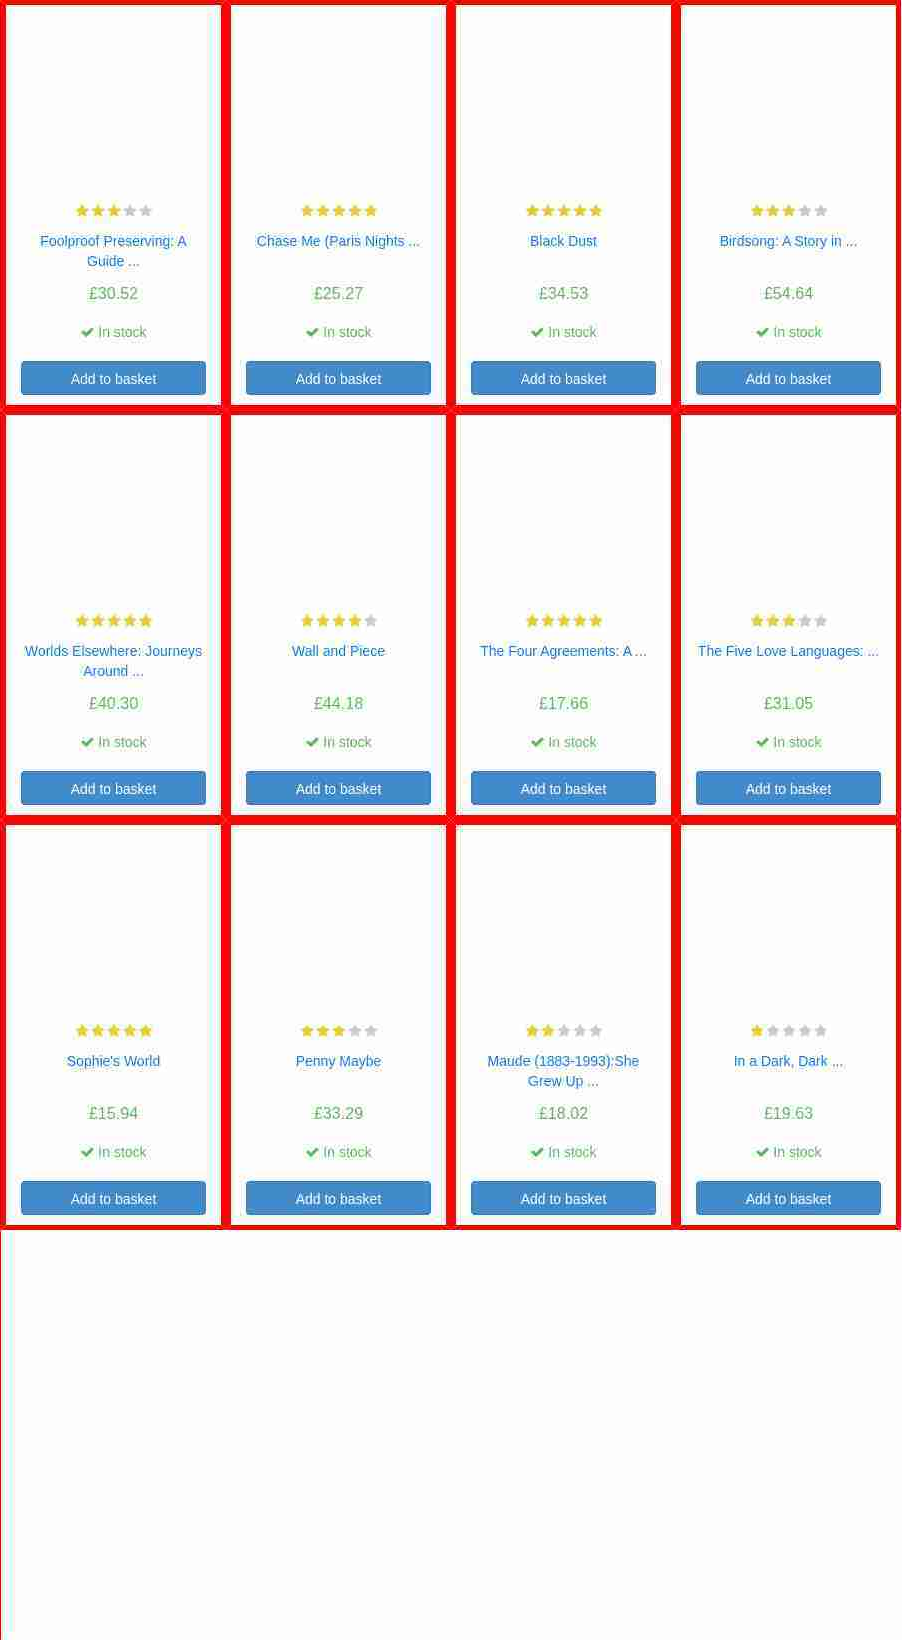 Foolproof Preserving: A
Guide ...
£30.52
In stock
Add to basket
Chase Me (Paris Nights ...
£25.27
In stock
Add to basket
Black Dust
£34.53
In stock
Add to basket
Birdsong: A Story in ...
£54.64
In stock
Add to basket
Worlds Elsewhere: Journeys
Around ...
£40.30
In stock
Add to basket
Wall and Piece
£44.18
In stock
Add to basket
The Four Agreements: A ...
£17.66
In stock
Add to basket
The Five Love Languages: ...
£31.05
In stock
Add to basket
Sophie's World
£15.94
In stock
Add to basket
Penny Maybe
£33.29
In stock
Add to basket
Maude (1883-1993):She
Grew Up ...
£18.02
In stock
Add to basket
In a Dark, Dark ...
£19.63
In stock
Add to basket